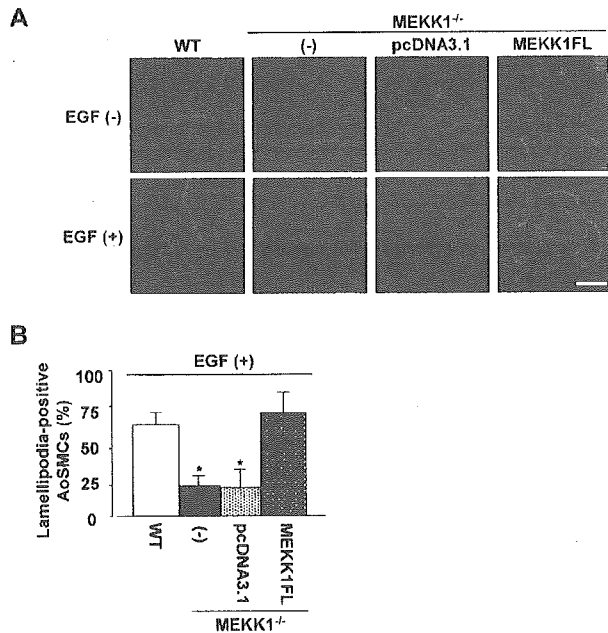 A
MEKK1-/-
WT (-) pcDNA3.1 MEKK1FL
EGF (-)
EGF (+)
B
EGF (+)
Lamellipodia-positive
AoSMCs (%)
100
75
50
25
0
* *
WT (-) pcDNA3.1 MEKK1FL
MEKK1-/-